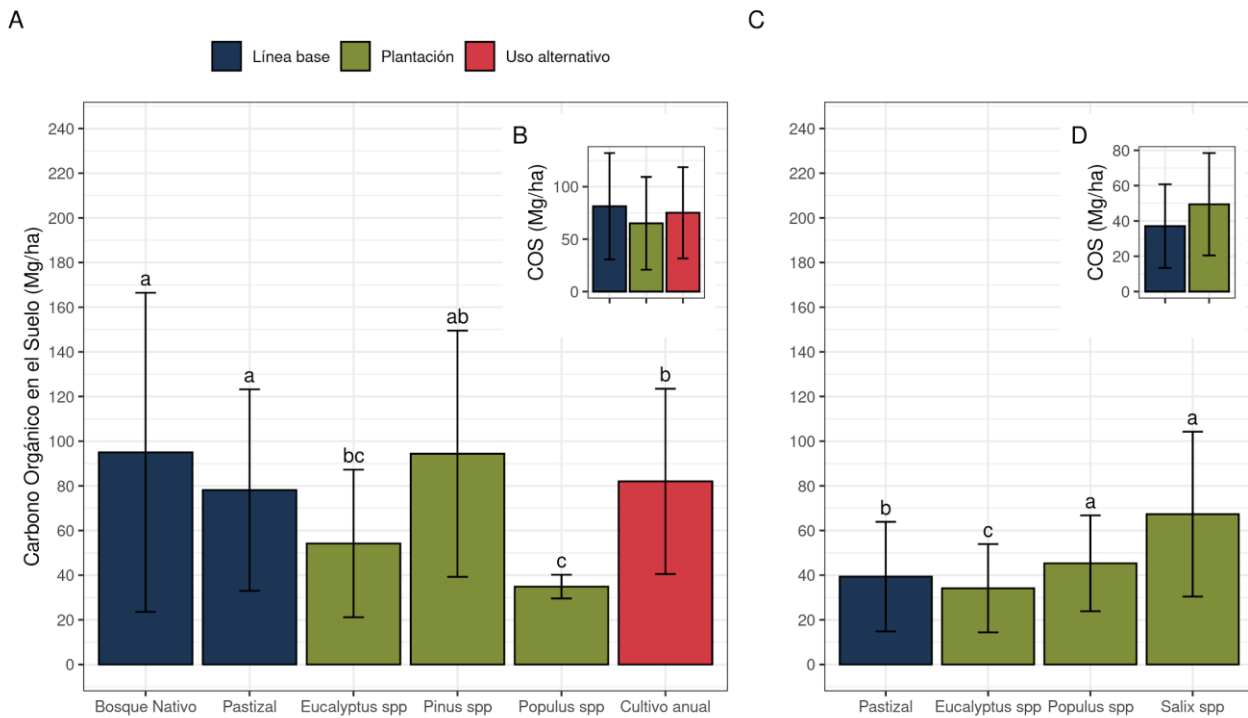 A
C
Línea base
Plantación
Uso alternativo
Carbono Orgánico en el Suelo (Mg/ha)
240
220
200
180
160
140
120
100
80
60
40
20
0
a
a
bc
ab
c
b
Bosque Nativo
Pastizal
Eucalyptus spp
Pinus spp
Populus spp
Cultivo anual
B
COS (Mg/ha)
100
50
0
240
220
200
180
160
140
120
100
80
60
40
20
0
b
c
a
a
Pastizal
Eucalyptus spp
Populus spp
Salix spp
D
COS (Mg/ha)
80
60
40
20
0